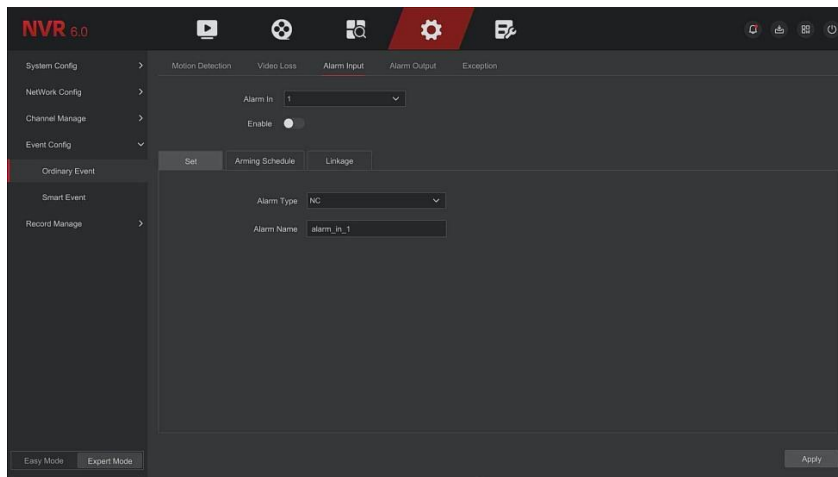 NVR 6.0
System Config
NetWork Config
Channel Manage
Event Config
Ordinary Event
Smart Event
Record Manage
Easy Mode Expert Mode
Motion Detection Video Loss Alarm Input Alarm Output Exception
Alarm In 1
Enable
Set Arming Schedule Linkage
Alarm Type NC
Alarm Name alarm_in_1
Apply